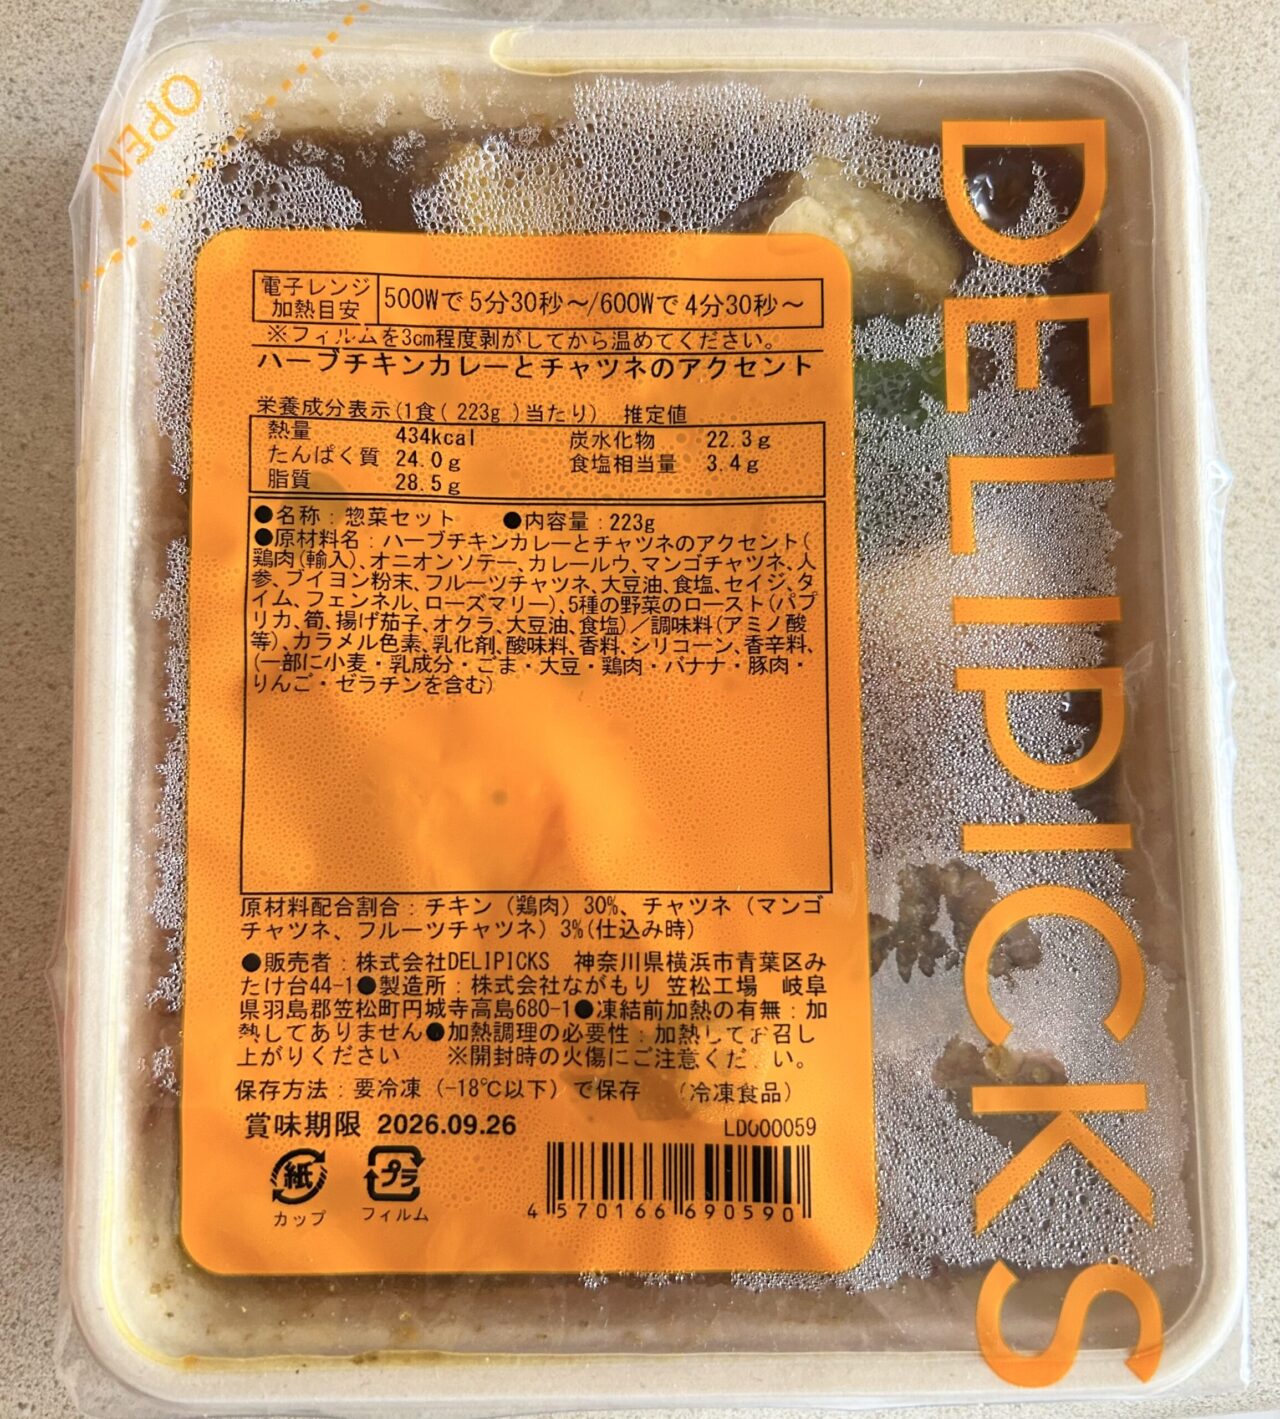 OPEN
DELIPICKS
電子レンジ
加熱目安
500Wで5分30秒～/600Wで4分30秒～
※フィルムを3cm程度剥がしてから温めてください。
ハーブチキンカレーとチャツネのアクセント
栄養成分表示(1食( 223g )当たり) 推定値
熱量 434kcal 炭水化物 22.3g
たんぱく質 24.0g 食塩相当量 3.4g
脂質 28.5g
●名称：惣菜セット ●内容量：223g
●原材料名：ハーブチキンカレーとチャツネのアクセント(
鶏肉(輸入)、オニオンソテー、カレールウ、マンゴチャツネ、人
参、ブイヨン粉末、フルーツチャツネ、大豆油、食塩、セイジ、タ
イム、フェンネル、ローズマリー)、5種の野菜のロースト(パプ
リカ、筍、揚げ茄子、オクラ、大豆油、食塩)／調味料(アミノ酸
等)、カラメル色素、乳化剤、酸味料、香料、シリコーン、香辛料、
(一部に小麦・乳成分・ごま・大豆・鶏肉・バナナ・豚肉・
りんご・ゼラチンを含む)
原材料配合割合：チキン（鶏肉）30%、チャツネ（マンゴ
チャツネ、フルーツチャツネ）3%(仕込み時)
●販売者：株式会社DELIPICKS 神奈川県横浜市青葉区み
たけ台44-1●製造所：株式会社ながもり 笠松工場 岐阜
県羽島郡笠松町円城寺高島680-1●凍結前加熱の有無：加
熱してありません●加熱調理の必要性：加熱してお召し
上がりください ※開封時の火傷にご注意ください。
保存方法：要冷凍（-18℃以下）で保存 （冷凍食品）
賞味期限 2026.09.26 LD000059
紙 プラ
カップ フィルム
4 570166 690590